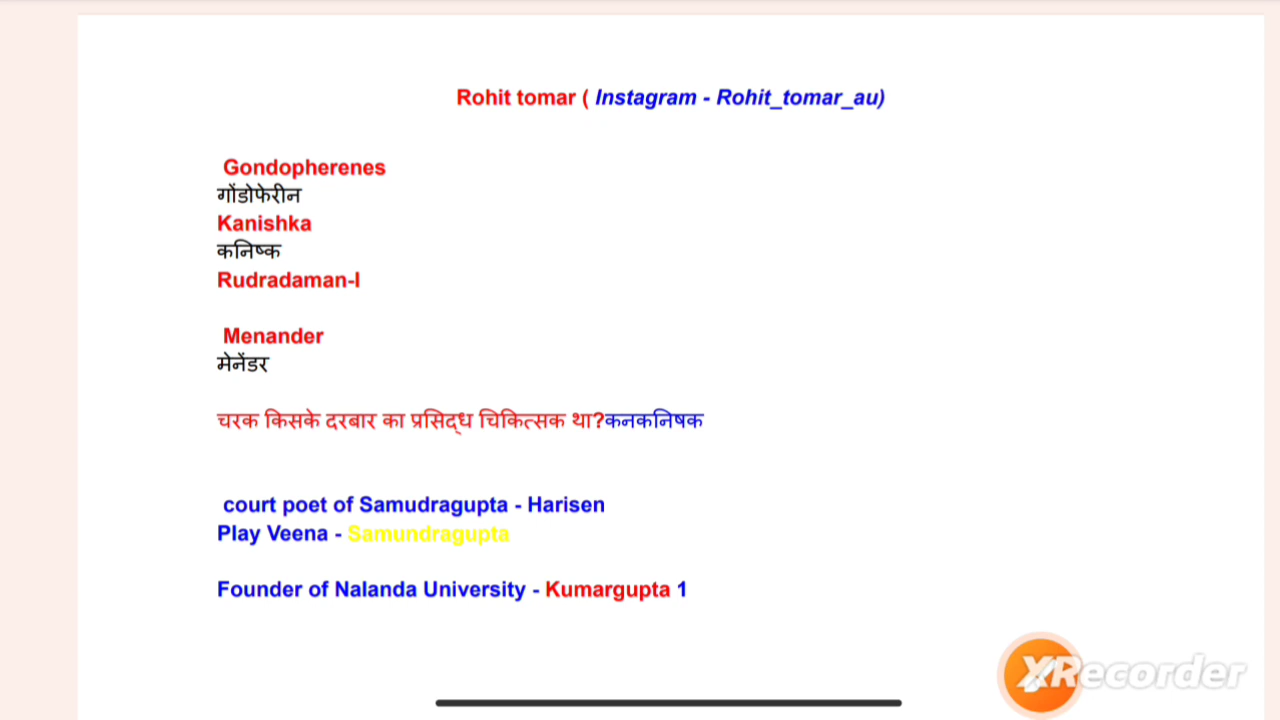 Rohit tomar ( Instagram - Rohit_tomar_au)
Gondopherenes
गोंडोफेरीन
Kanishka
कनिष्क
Rudradaman-I
Menander
मेनेंडर
चरक किसके दरबार का प्रसिद्ध चिकित्सक था?कनकनिषक
court poet of Samudragupta - Harisen
Play Veena - Samundragupta
Founder of Nalanda University - Kumargupta 1
XRecorder